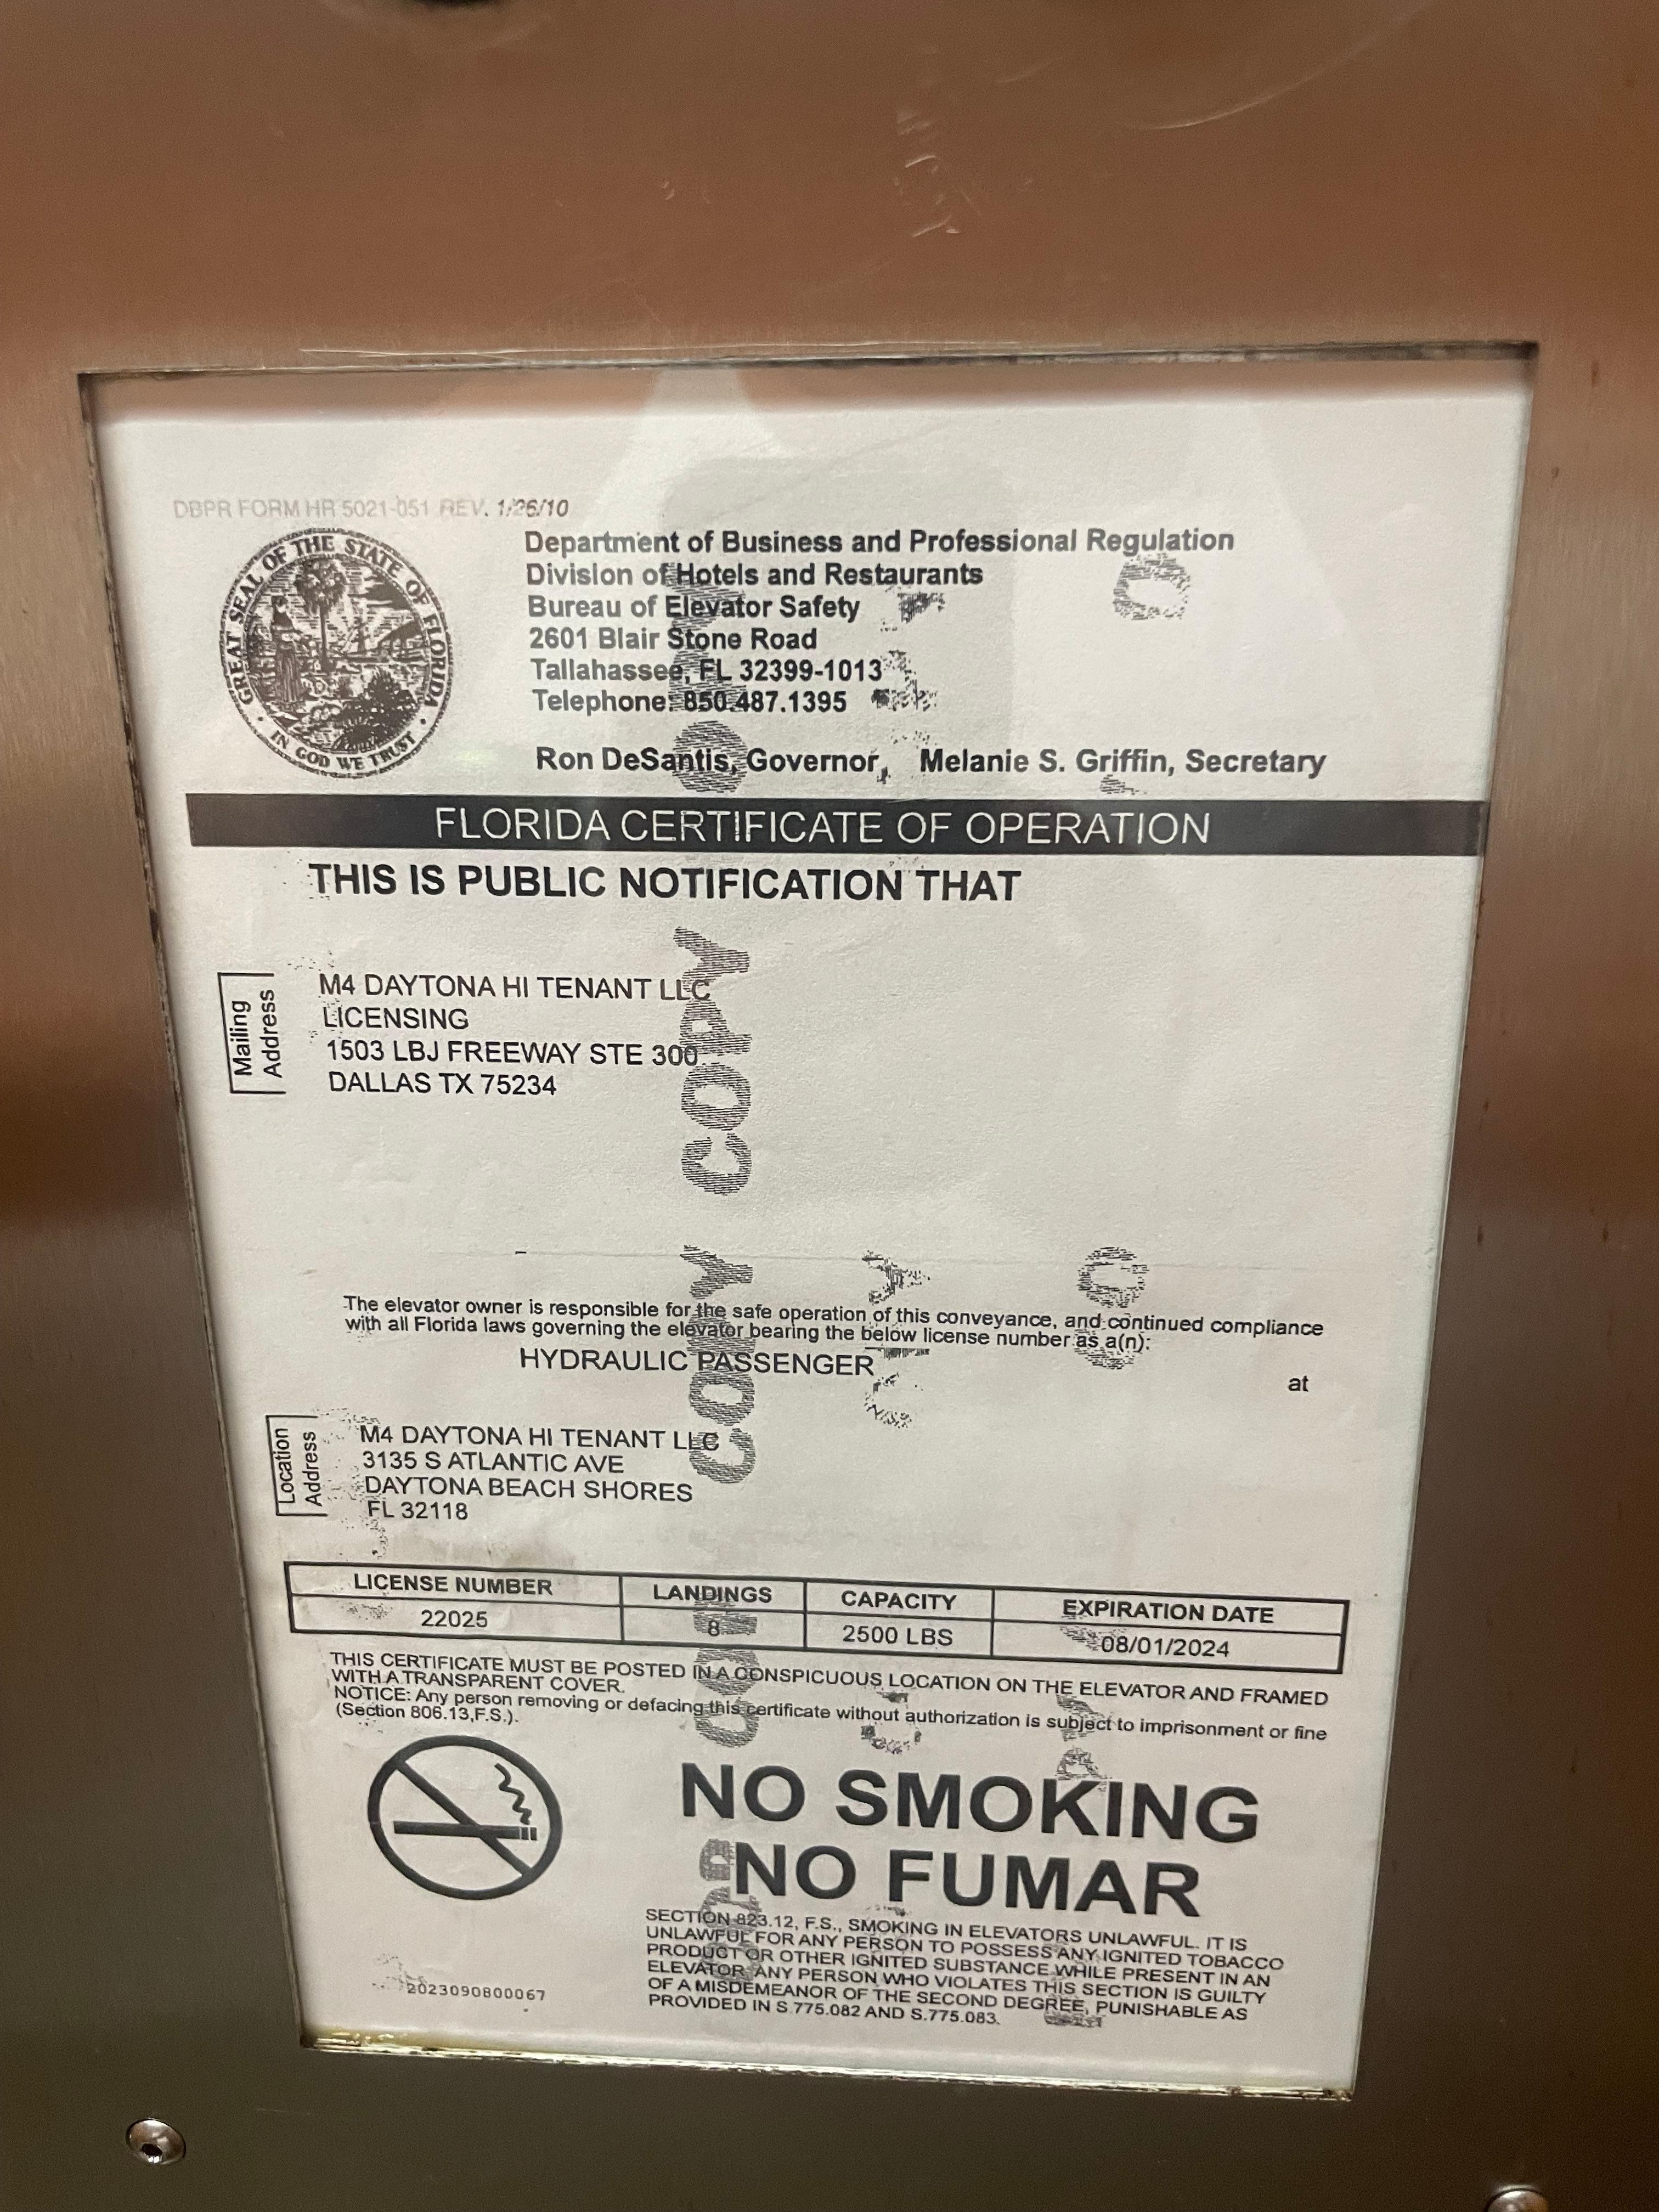 DBPR FORM HR 5021-051 REV. 1/26/10
GREAT SEAL OF THE STATE OF FLORIDA
IN GOD WE TRUST
Department of Business and Professional Regulation
Division of Hotels and Restaurants
Bureau of Elevator Safety
2601 Blair Stone Road
Tallahassee, FL 32399-1013
Telephone: 850.487.1395
Ron DeSantis, Governor, Melanie S. Griffin, Secretary
FLORIDA CERTIFICATE OF OPERATION
THIS IS PUBLIC NOTIFICATION THAT
Mailing
Address
M4 DAYTONA HI TENANT LLC
LICENSING
1503 LBJ FREEWAY STE 300
DALLAS TX 75234
COPY
COPY
The elevator owner is responsible for the safe operation of this conveyance, and continued compliance
with all Florida laws governing the elevator bearing the below license number as a(n):
HYDRAULIC PASSENGER
at
Location
Address
M4 DAYTONA HI TENANT LLC
3135 S ATLANTIC AVE
DAYTONA BEACH SHORES
FL 32118
LICENSE NUMBER LANDINGS CAPACITY EXPIRATION DATE
22025 8 2500 LBS 08/01/2024
THIS CERTIFICATE MUST BE POSTED IN A CONSPICUOUS LOCATION ON THE ELEVATOR AND FRAMED
WITH A TRANSPARENT COVER.
NOTICE: Any person removing or defacing this certificate without authorization is subject to imprisonment or fine
(Section 806.13,F.S.).
NO SMOKING
NO FUMAR
SECTION 823.12, F.S., SMOKING IN ELEVATORS UNLAWFUL. IT IS
UNLAWFUL FOR ANY PERSON TO POSSESS ANY IGNITED TOBACCO
PRODUCT OR OTHER IGNITED SUBSTANCE WHILE PRESENT IN AN
ELEVATOR. ANY PERSON WHO VIOLATES THIS SECTION IS GUILTY
OF A MISDEMEANOR OF THE SECOND DEGREE, PUNISHABLE AS
PROVIDED IN S.775.082 AND S.775.083.
2023090800067